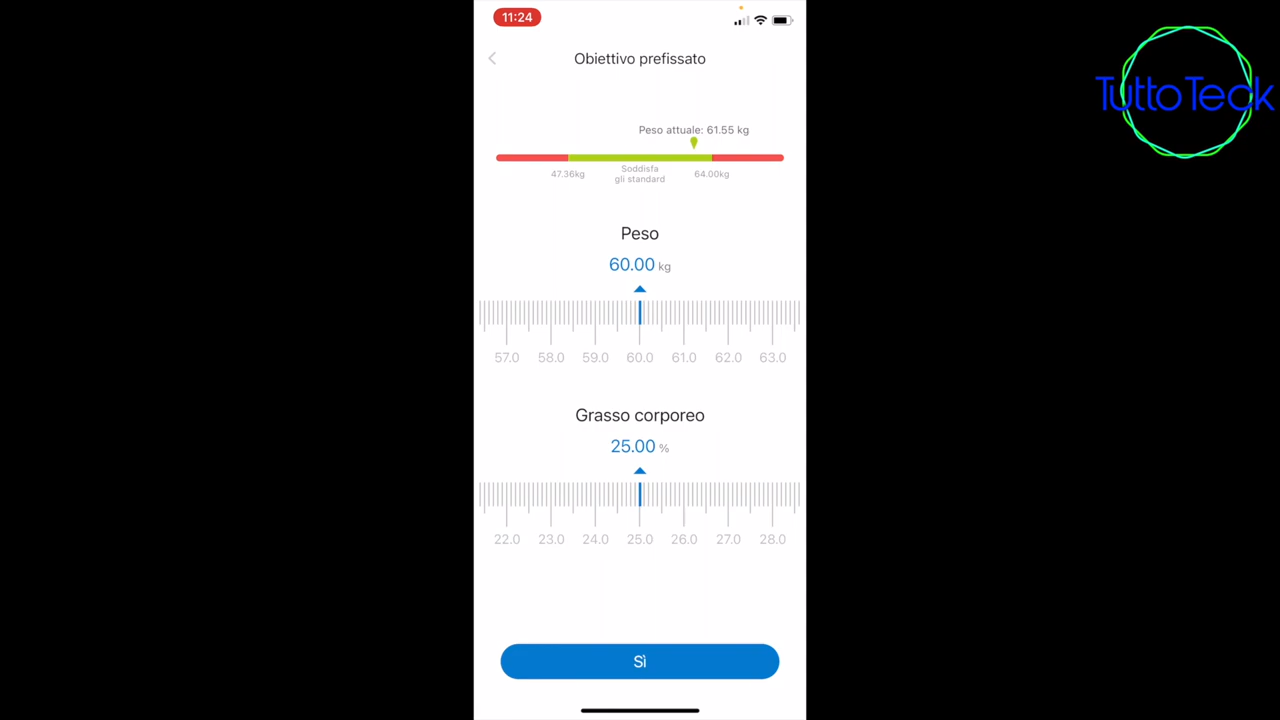 11:24
Obiettivo prefissato
Peso attuale: 61.55 kg
47.36kg
Soddisfa
gli standard
64.00kg
Peso
60.00 kg
57.0 58.0 59.0 60.0 61.0 62.0 63.0
Grasso corporeo
25.00 %
22.0 23.0 24.0 25.0 26.0 27.0 28.0
Sì
TuttoTeck